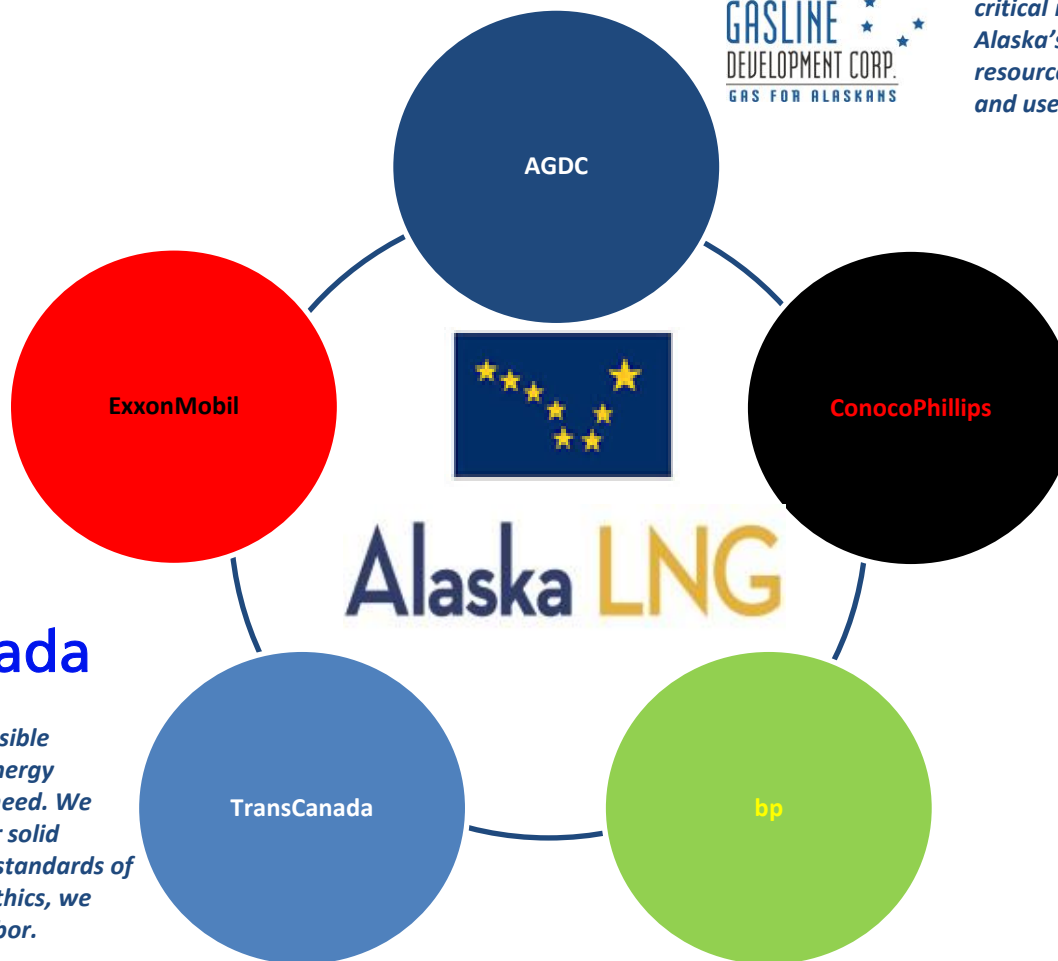 GASLINE
DEVELOPMENT CORP.
GAS FOR ALASKANS
critical
Alaska's
resource
and use
AGDC
ExxonMobil
ConocoPhillips
Alaska LNG
ada
sible
nergy
need. We
r solid
standards of
thics, we
bor.
TransCanada
bp